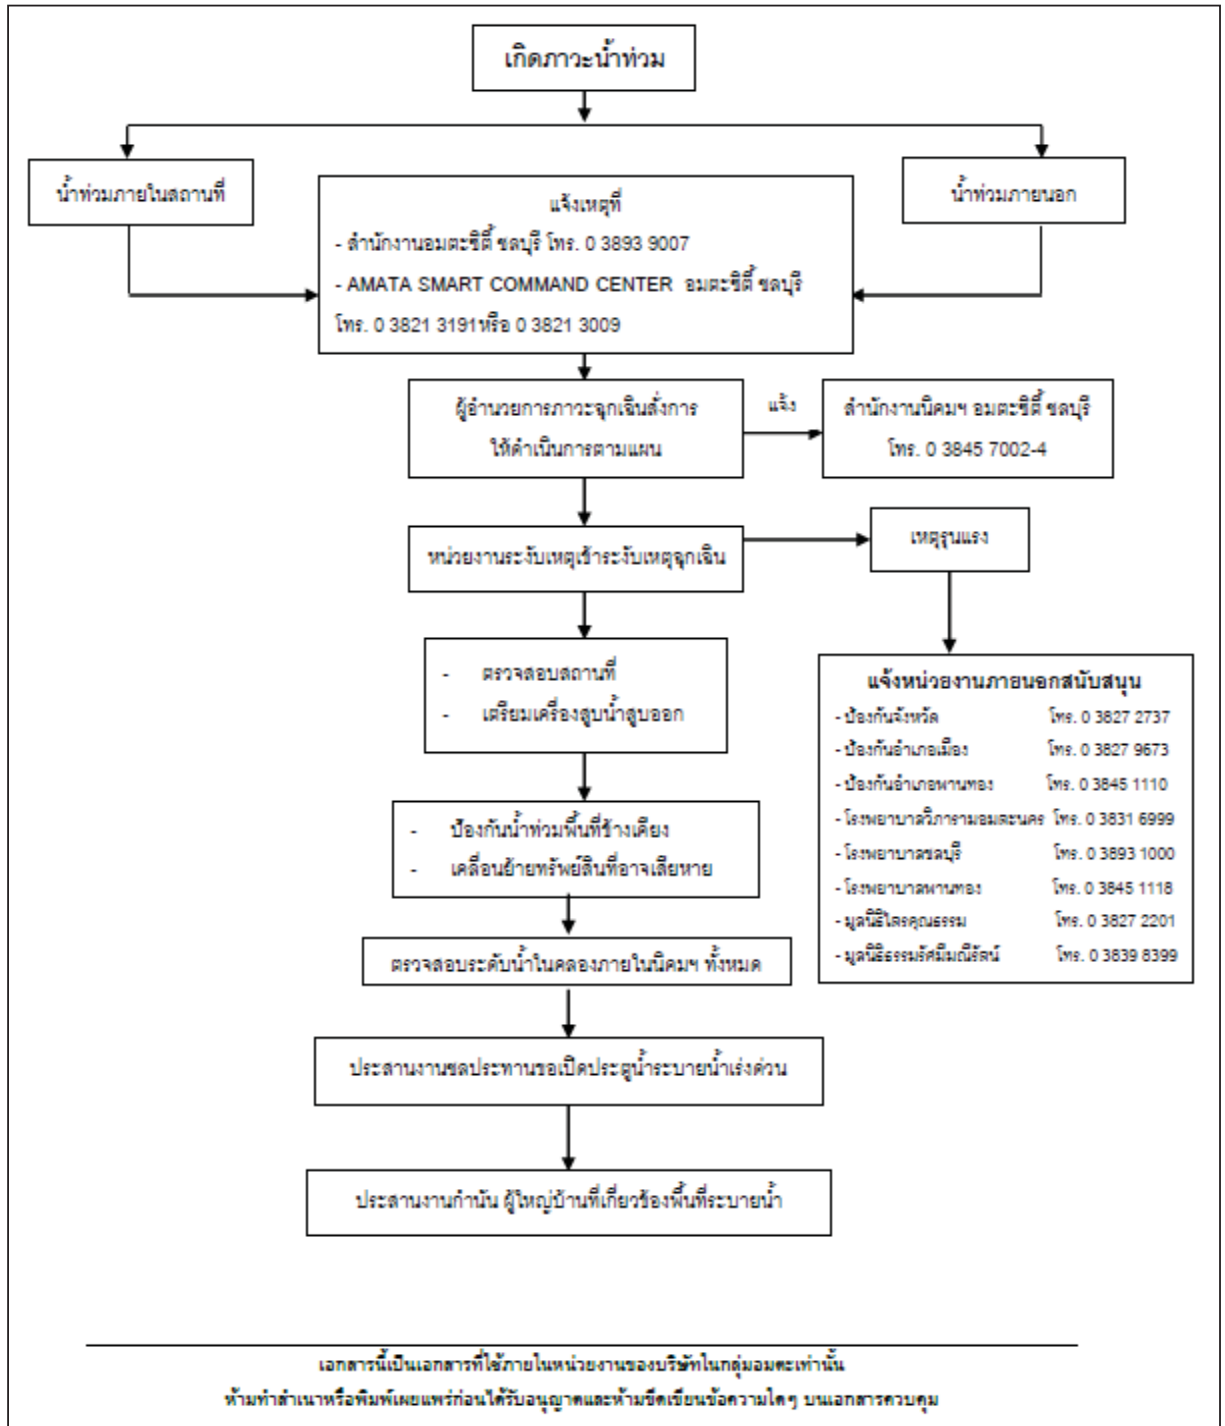 เกิดภาวะน้ำท่วม
น้ำท่วมภายในสถานที่
น้ำท่วมภายนอก
แจ้งเหตุที่
- สำนักงานอมตะซิตี้ ชลบุรี โทร. 0 3893 9007
- AMATA SMART COMMAND CENTER อมตะซิตี้ ชลบุรี
โทร. 0 3821 3191หรือ 0 3821 3009
ผู้อำนวยการภาวะฉุกเฉินสั่งการ
ให้ดำเนินการตามแผน
แจ้ง
สำนักงานนิคมฯ อมตะซิตี้ ชลบุรี
โทร. 0 3845 7002-4
หน่วยงานระงับเหตุเข้าระงับเหตุฉุกเฉิน
เหตุรุนแรง
- ตรวจสอบสถานที่
- เตรียมเครื่องสูบน้ำสูบออก
แจ้งหน่วยงานภายนอกสนับสนุน
- ป้องกันจังหวัด โทร. 0 3827 2737
- ป้องกันอำเภอเมือง โทร. 0 3827 9673
- ป้องกันอำเภอพานทอง โทร. 0 3845 1110
- โรงพยาบาลวิภารามอมตะนคร โทร. 0 3831 6999
- โรงพยาบาลชลบุรี โทร. 0 3893 1000
- โรงพยาบาลพานทอง โทร. 0 3845 1118
- มูลนิธิไตรคุณธรรม โทร. 0 3827 2201
- มูลนิธิธรรมรัศมีมณีรัตน์ โทร. 0 3839 8399
- ป้องกันน้ำท่วมพื้นที่ข้างเคียง
- เคลื่อนย้ายทรัพย์สินที่อาจเสียหาย
ตรวจสอบระดับน้ำในคลองภายในนิคมฯ ทั้งหมด
ประสานงานชลประทานขอเปิดประตูน้ำระบายน้ำเร่งด่วน
ประสานงานกำนัน ผู้ใหญ่บ้านที่เกี่ยวข้องพื้นที่ระบายน้ำ
เอกสารนี้เป็นเอกสารที่ใช้ภายในหน่วยงานของบริษัทในกลุ่มอมตะเท่านั้น
ห้ามทำสำเนาหรือพิมพ์เผยแพร่ก่อนได้รับอนุญาตและห้ามขีดเขียนข้อความใดๆ บนเอกสารควบคุม